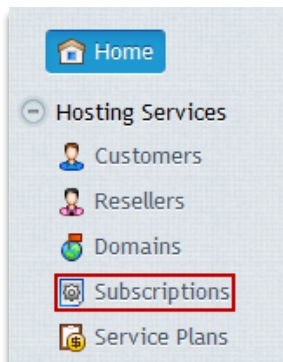 Home
Hosting Services
Customers
Resellers
Domains
Subscriptions
Service Plans